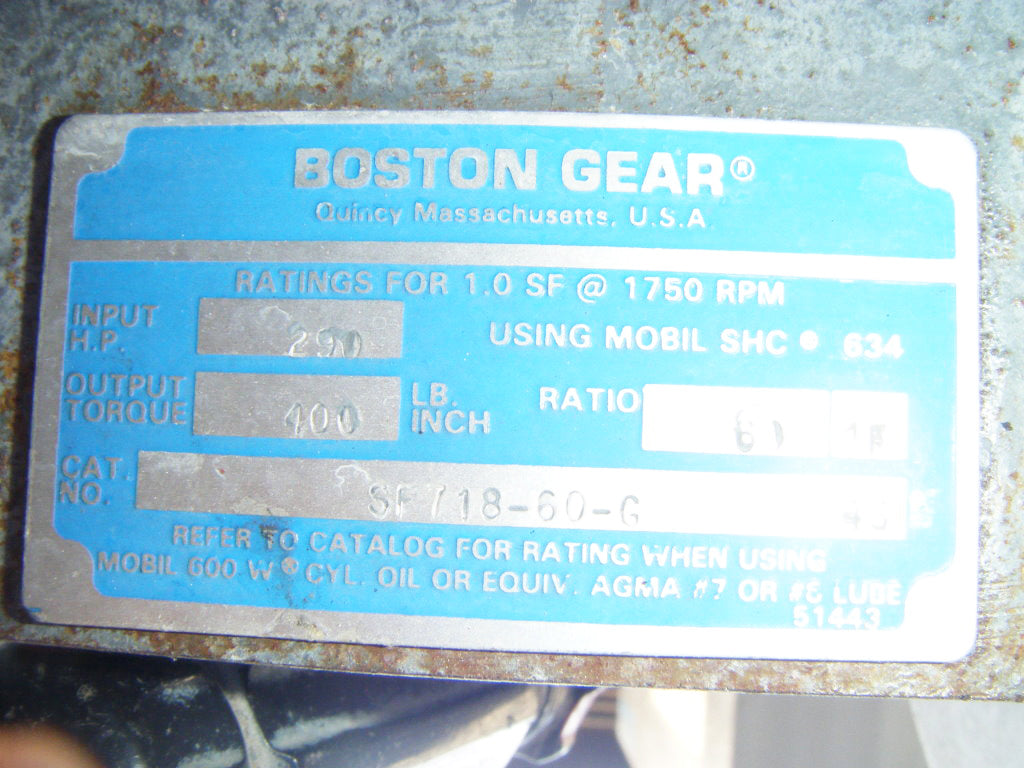 BOSTON GEAR®
Quincy Massachusetts, U.S.A.
RATINGS FOR 1.0 SF @ 1750 RPM
INPUT H.P. 290 USING MOBIL SHC ® 634
OUTPUT TORQUE 400 LB. INCH RATIO 60
CAT. NO. SF718-60-G
REFER TO CATALOG FOR RATING WHEN USING
MOBIL 600 W ® CYL. OIL OR EQUIV. AGMA #7 OR #8 LUBE
51443